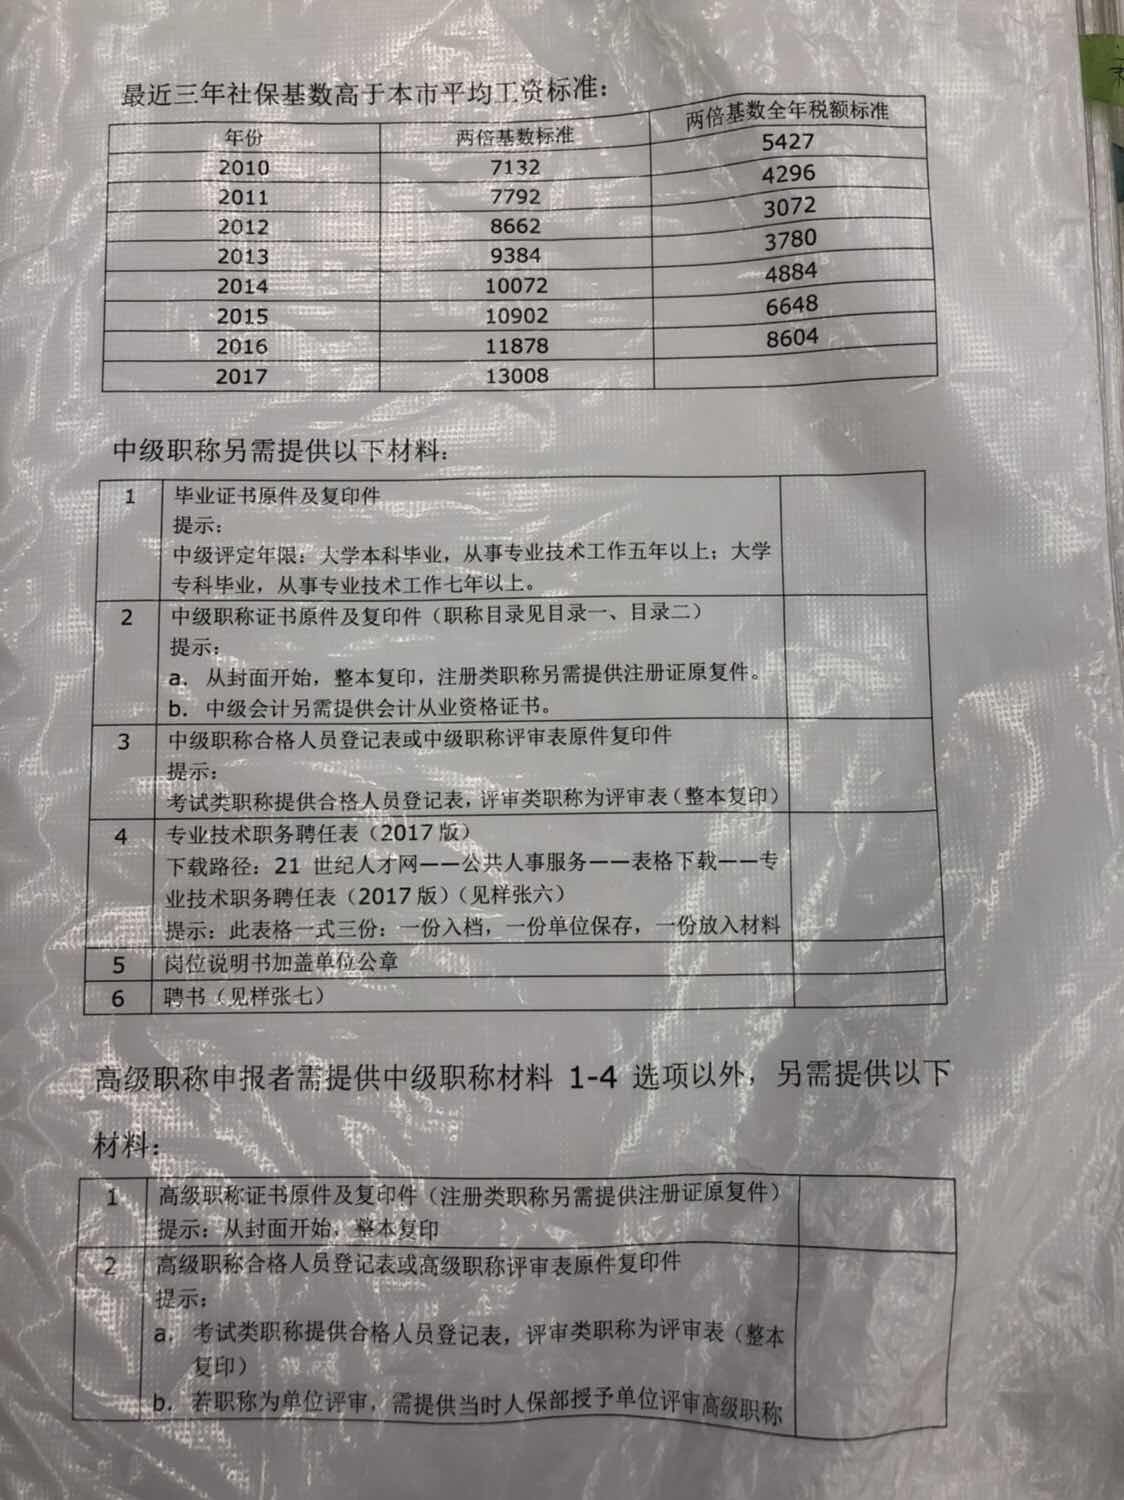 最近三年社保基数高于本市平均工资标准：
年份 两倍基数标准 两倍基数全年税额标准
2010 7132 5427
2011 7792 4296
2012 8662 3072
2013 9384 3780
2014 10072 4884
2015 10902 6648
2016 11878 8604
2017 13008
中级职称另需提供以下材料：
1 毕业证书原件及复印件
提示：
中级评定年限：大学本科毕业，从事专业技术工作五年以上；大学
专科毕业，从事专业技术工作七年以上。
2 中级职称证书原件及复印件（职称目录见目录一、目录二）
提示：
a. 从封面开始，整本复印，注册类职称另需提供注册证原复件。
b. 中级会计另需提供会计从业资格证书。
3 中级职称合格人员登记表或中级职称评审表原件复印件
提示：
考试类职称提供合格人员登记表，评审类职称为评审表（整本复印）
4 专业技术职务聘任表（2017版）
下载路径：21 世纪人才网——公共人事服务——表格下载——专
业技术职务聘任表（2017版）（见样张六）
提示：此表格一式三份：一份入档，一份单位保存，一份放入材料
5 岗位说明书加盖单位公章
6 聘书（见样张七）
高级职称申报者需提供中级职称材料 1-4 选项以外，另需提供以下
材料：
1 高级职称证书原件及复印件（注册类职称另需提供注册证原复件）
提示：从封面开始，整本复印
2 高级职称合格人员登记表或高级职称评审表原件复印件
提示：
a. 考试类职称提供合格人员登记表，评审类职称为评审表（整本
复印）
b. 若职称为单位评审，需提供当时人保部授予单位评审高级职称